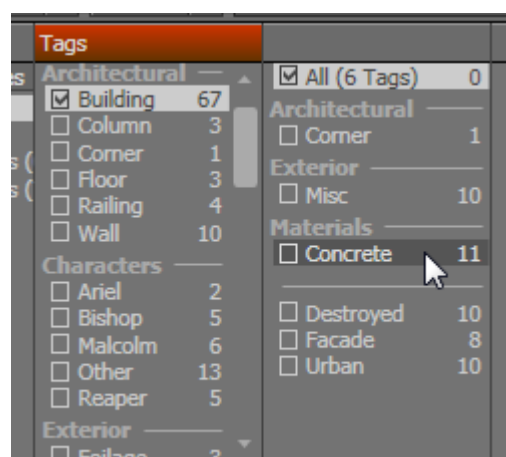 Tags
es
Architectural
Building 67
Column 3
Corner 1
s ( Floor 3
s ( Railing 4
Wall 10
Characters
Ariel 2
Bishop 5
Malcolm 6
Other 13
Reaper 5
Exterior
All (6 Tags) 0
Architectural
Corner 1
Exterior
Misc 10
Materials
Concrete 11
Destroyed 10
Facade 8
Urban 10